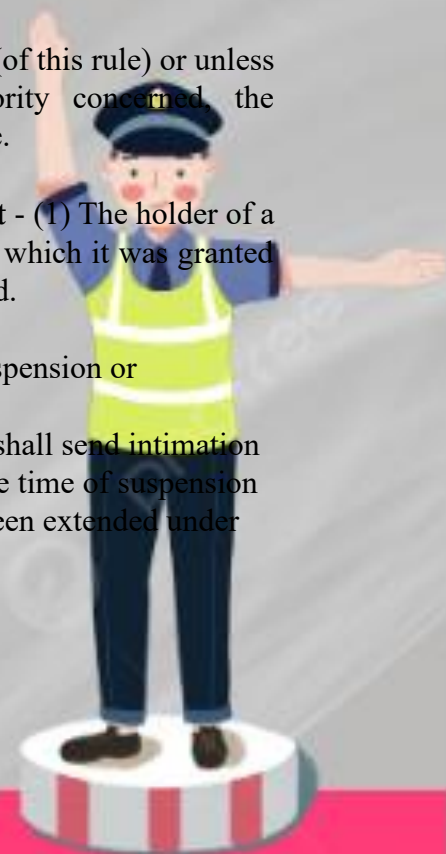 (of this rule) or unless
ority concerned, the
e.
t - (1) The holder of a
which it was granted
d.
spension or
shall send intimation
e time of suspension
een extended under